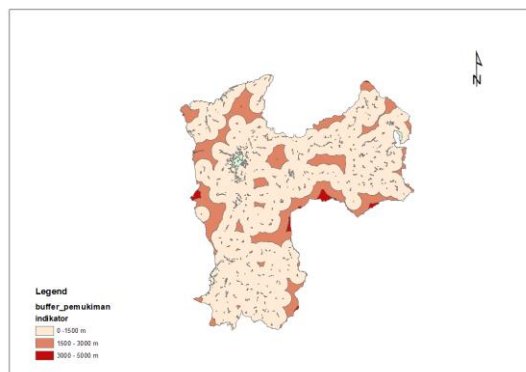 N
Legend
buffer_pemukiman
indikator
0 -1500 m
1500 - 3000 m
3000 - 5000 m